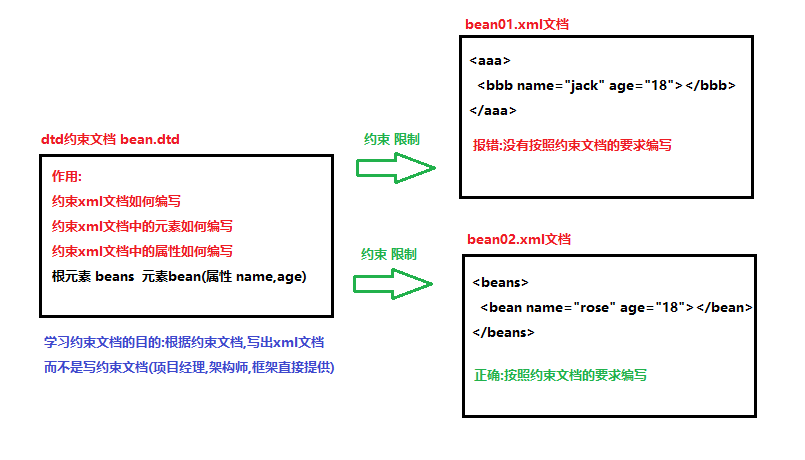 dtd约束文档 bean.dtd
作用:
约束xml文档如何编写
约束xml文档中的元素如何编写
约束xml文档中的属性如何编写
根元素 beans 元素bean(属性 name,age)
学习约束文档的目的:根据约束文档,写出xml文档
而不是写约束文档(项目经理,架构师,框架直接提供)
约束 限制
约束 限制
bean01.xml文档
<aaa>
<bbb name="jack" age="18"></bbb>
</aaa>
报错:没有按照约束文档的要求编写
bean02.xml文档
<beans>
<bean name="rose" age="18"></bean>
</beans>
正确:按照约束文档的要求编写